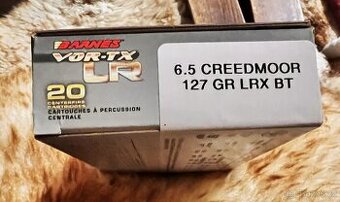 BARNES
VOR-TX
LR
20
CENTERFIRE
CARTRIDGES
CARTOUCHES À PERCUSSION
CENTRALE
6.5 CREEDMOOR
127 GR LRX BT